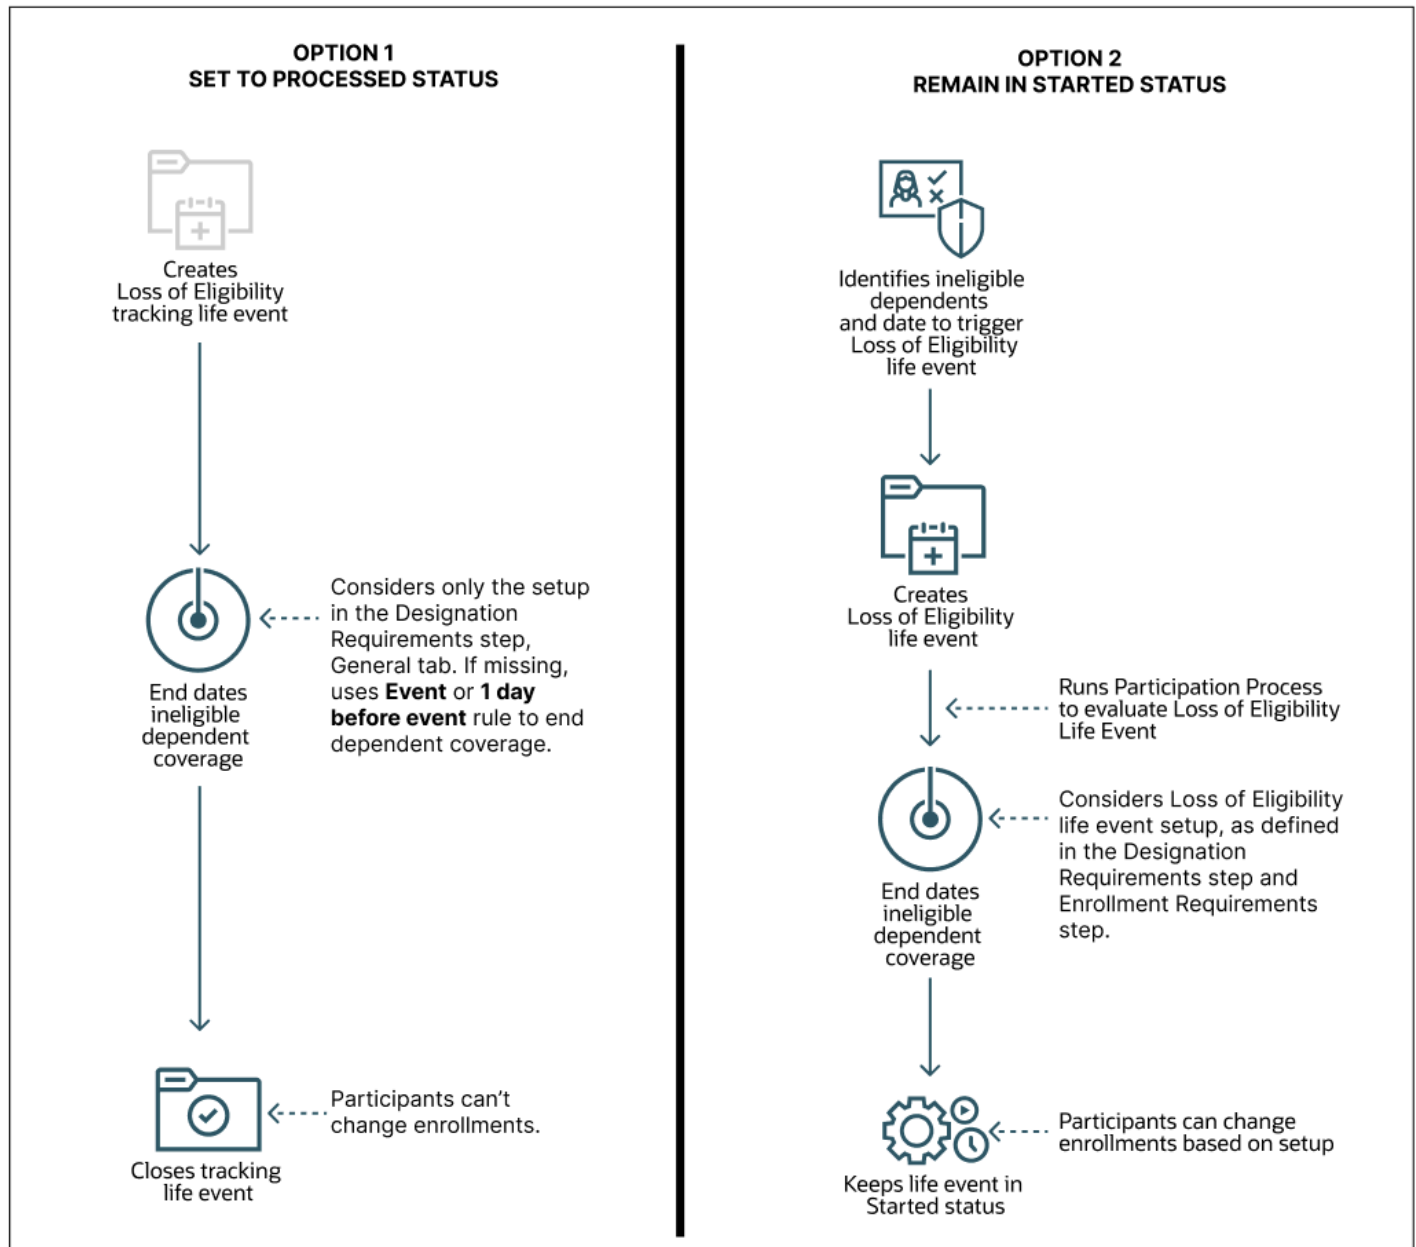 OPTION 1
SET TO PROCESSED STATUS
Creates
Loss of Eligibility
tracking life event
Considers only the setup
in the Designation
Requirements step,
General tab. If missing,
uses Event or 1 day
before event rule to end
dependent coverage.
End dates
ineligible
dependent
coverage
Participants can’t
change enrollments.
Closes tracking
life event
OPTION 2
REMAIN IN STARTED STATUS
Identifies ineligible
dependents
and date to trigger
Loss of Eligibility
life event
Creates
Loss of Eligibility
life event
Runs Participation Process
to evaluate Loss of Eligibility
Life Event
Considers Loss of Eligibility
life event setup, as defined
in the Designation
Requirements step and
Enrollment Requirements
step.
End dates
ineligible
dependent
coverage
Participants can change
enrollments based on setup
Keeps life event in
Started status